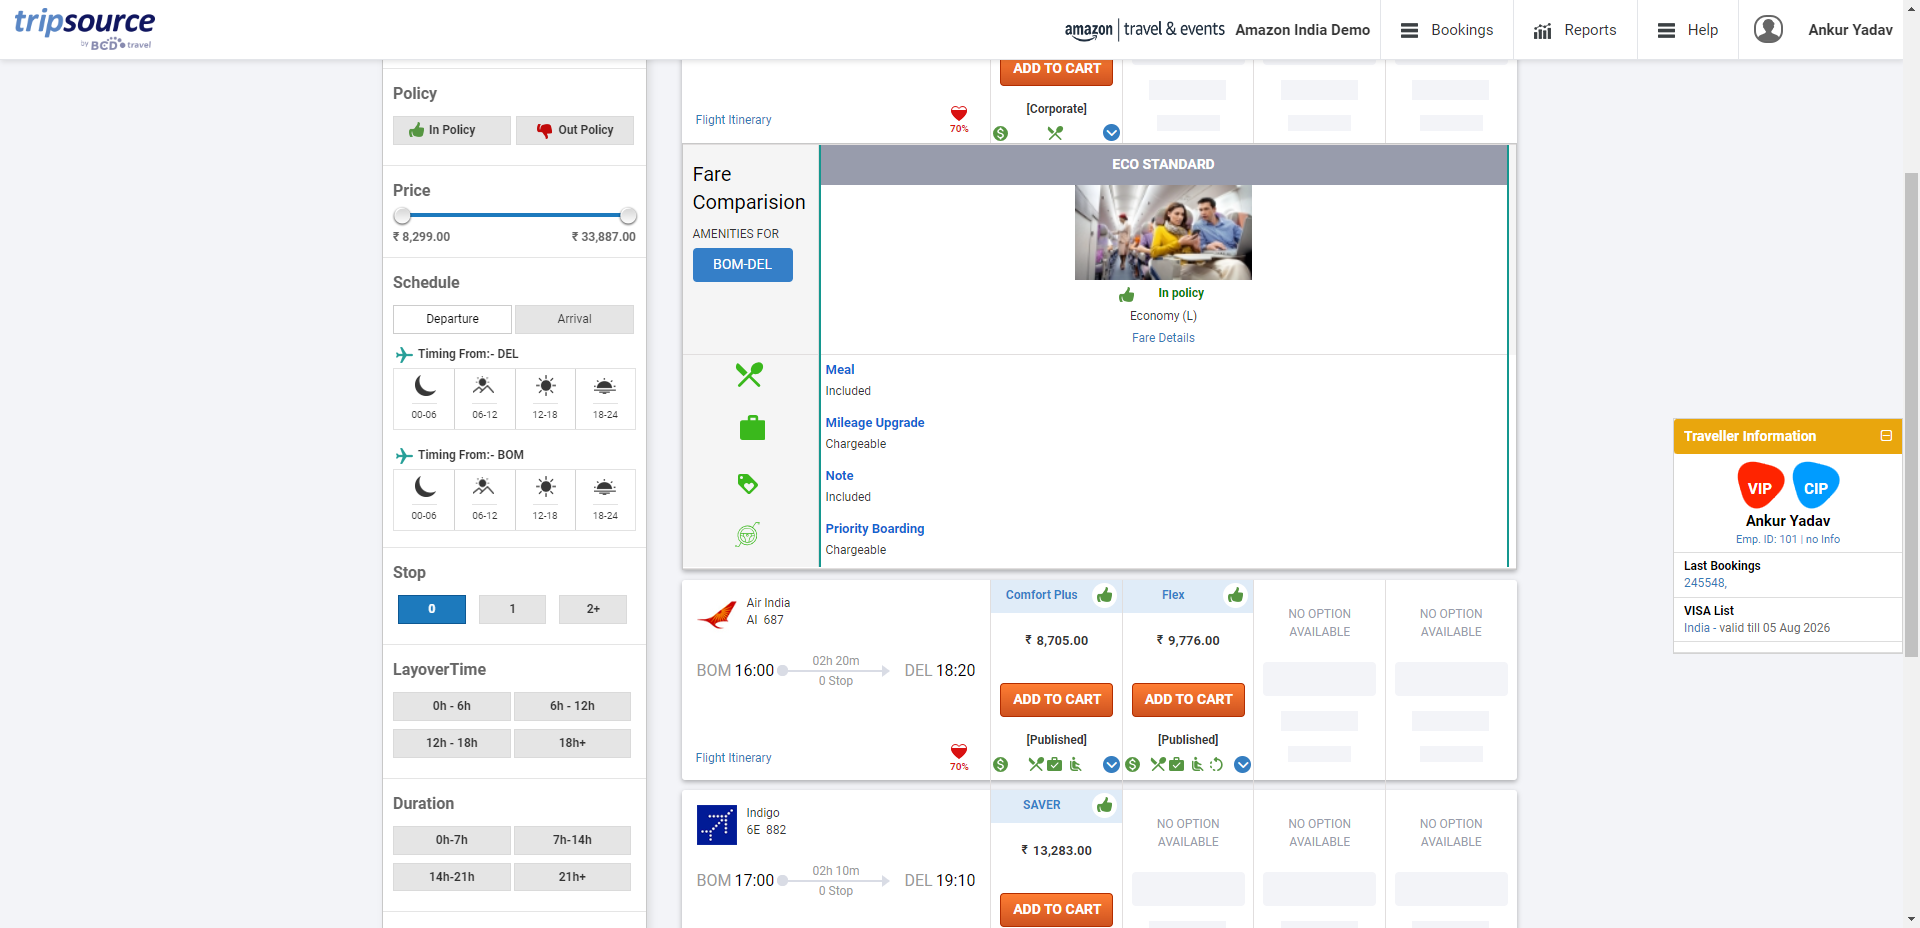 tripsource
by BCD travel
amazon travel & events
Amazon India Demo
Bookings
Reports
Help
Ankur Yadav
Policy
In Policy
Out Policy
Price
₹ 8,299.00
₹ 33,887.00
Schedule
Departure
Arrival
Timing From:- DEL
00-06
06-12
12-18
18-24
Timing From:- BOM
00-06
06-12
12-18
18-24
Stop
0
1
2+
LayoverTime
0h - 6h
6h - 12h
12h - 18h
18h+
Duration
0h-7h
7h-14h
14h-21h
21h+
ADD TO CART
[Corporate]
Flight Itinerary
70%
Fare
Comparision
AMENITIES FOR
BOM-DEL
ECO STANDARD
In policy
Economy (L)
Fare Details
Meal
Included
Mileage Upgrade
Chargeable
Note
Included
Priority Boarding
Chargeable
Air India
AI 687
BOM 16:00
02h 20m
0 Stop
DEL 18:20
Flight Itinerary
70%
Comfort Plus
₹ 8,705.00
ADD TO CART
[Published]
Flex
₹ 9,776.00
ADD TO CART
[Published]
NO OPTION
AVAILABLE
NO OPTION
AVAILABLE
Indigo
6E 882
BOM 17:00
02h 10m
0 Stop
DEL 19:10
SAVER
₹ 13,283.00
ADD TO CART
NO OPTION
AVAILABLE
NO OPTION
AVAILABLE
NO OPTION
AVAILABLE
Traveller Information
VIP
CIP
Ankur Yadav
Emp. ID: 101 | no Info
Last Bookings
245548,
VISA List
India - valid till 05 Aug 2026